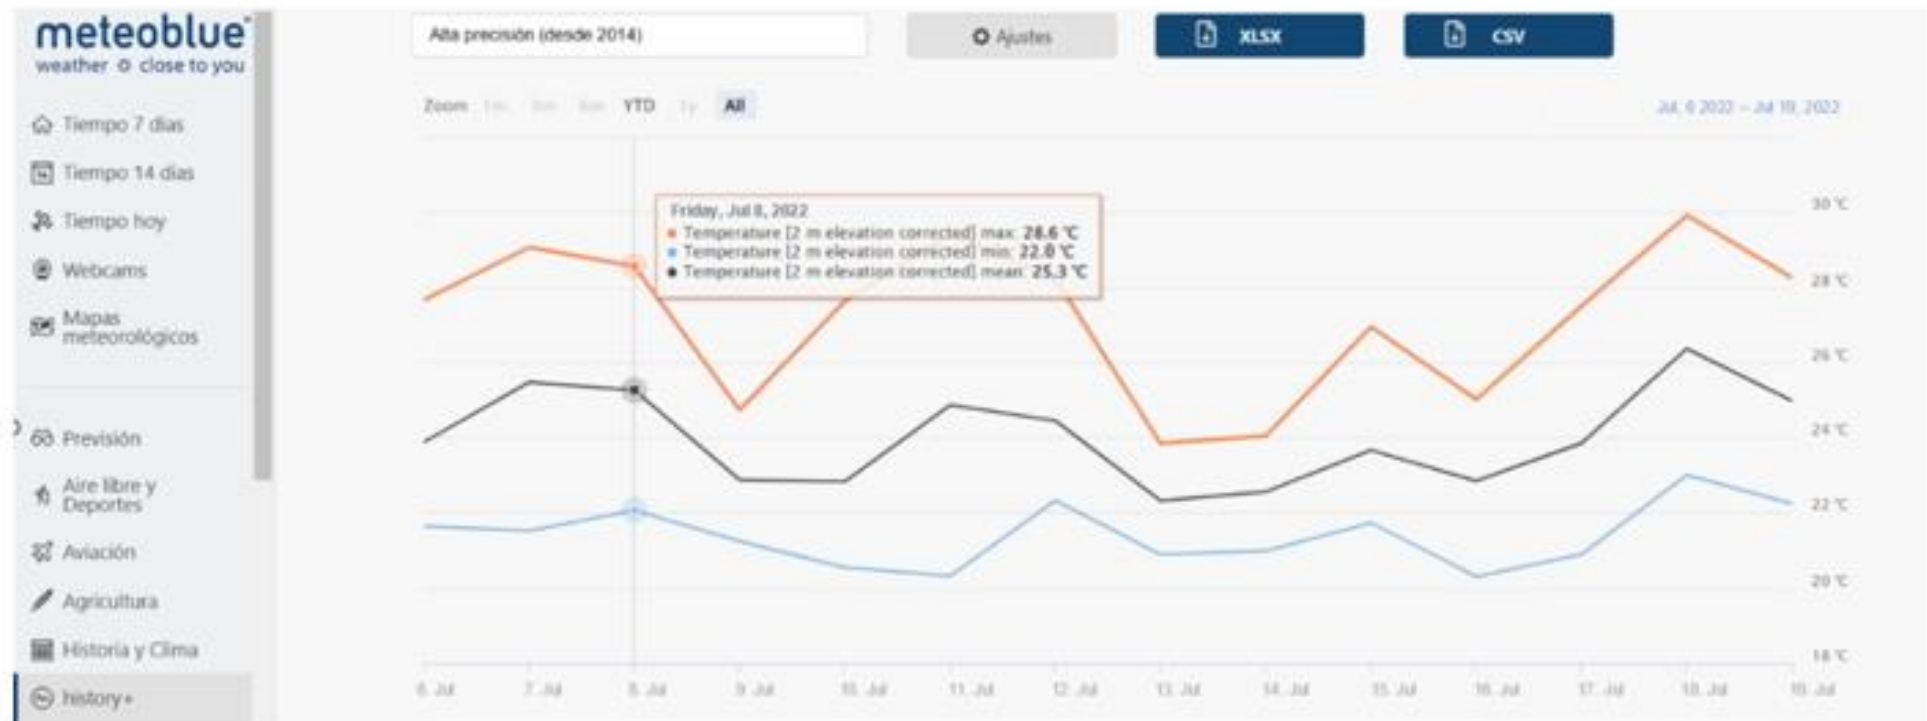 meteoblue
weather close to you
Alta precisión (desde 2014)
Ajustes
XLSX
CSV
Zoom 1m 3m 6m YTD 1y All
Jul, 6 2022 – Jul 19, 2022
Tiempo 7 días
Tiempo 14 días
Tiempo hoy
Webcams
Mapas
meteorológicos
Previsión
Aire libre y
Deportes
Aviación
Agricultura
Historia y Clima
history+
Friday, Jul 8, 2022
Temperature [2 m elevation corrected] max: 28.6 °C
Temperature [2 m elevation corrected] min: 22.0 °C
Temperature [2 m elevation corrected] mean: 25.3 °C
30 °C
28 °C
26 °C
24 °C
22 °C
20 °C
18 °C
6. Jul 7. Jul 8. Jul 9. Jul 10. Jul 11. Jul 12. Jul 13. Jul 14. Jul 15. Jul 16. Jul 17. Jul 18. Jul 19. Jul